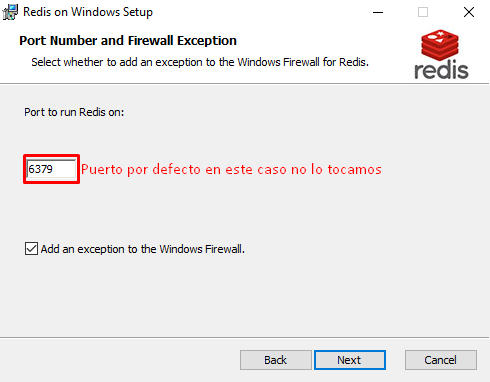 Redis on Windows Setup
Port Number and Firewall Exception
Select whether to add an exception to the Windows Firewall for Redis.
redis
Port to run Redis on:
6379 Puerto por defecto en este caso no lo tocamos
Add an exception to the Windows Firewall.
Back Next Cancel